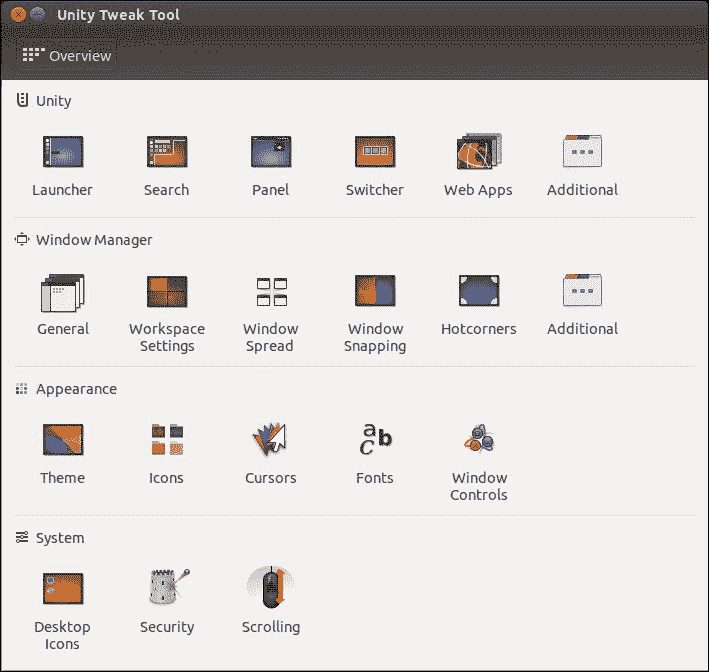 Unity Tweak Tool
Overview
Unity
Launcher Search Panel Switcher Web Apps Additional
Window Manager
General Workspace Settings Window Spread Window Snapping Hotcorners Additional
Appearance
Theme Icons Cursors Fonts Window Controls
System
Desktop Icons Security Scrolling